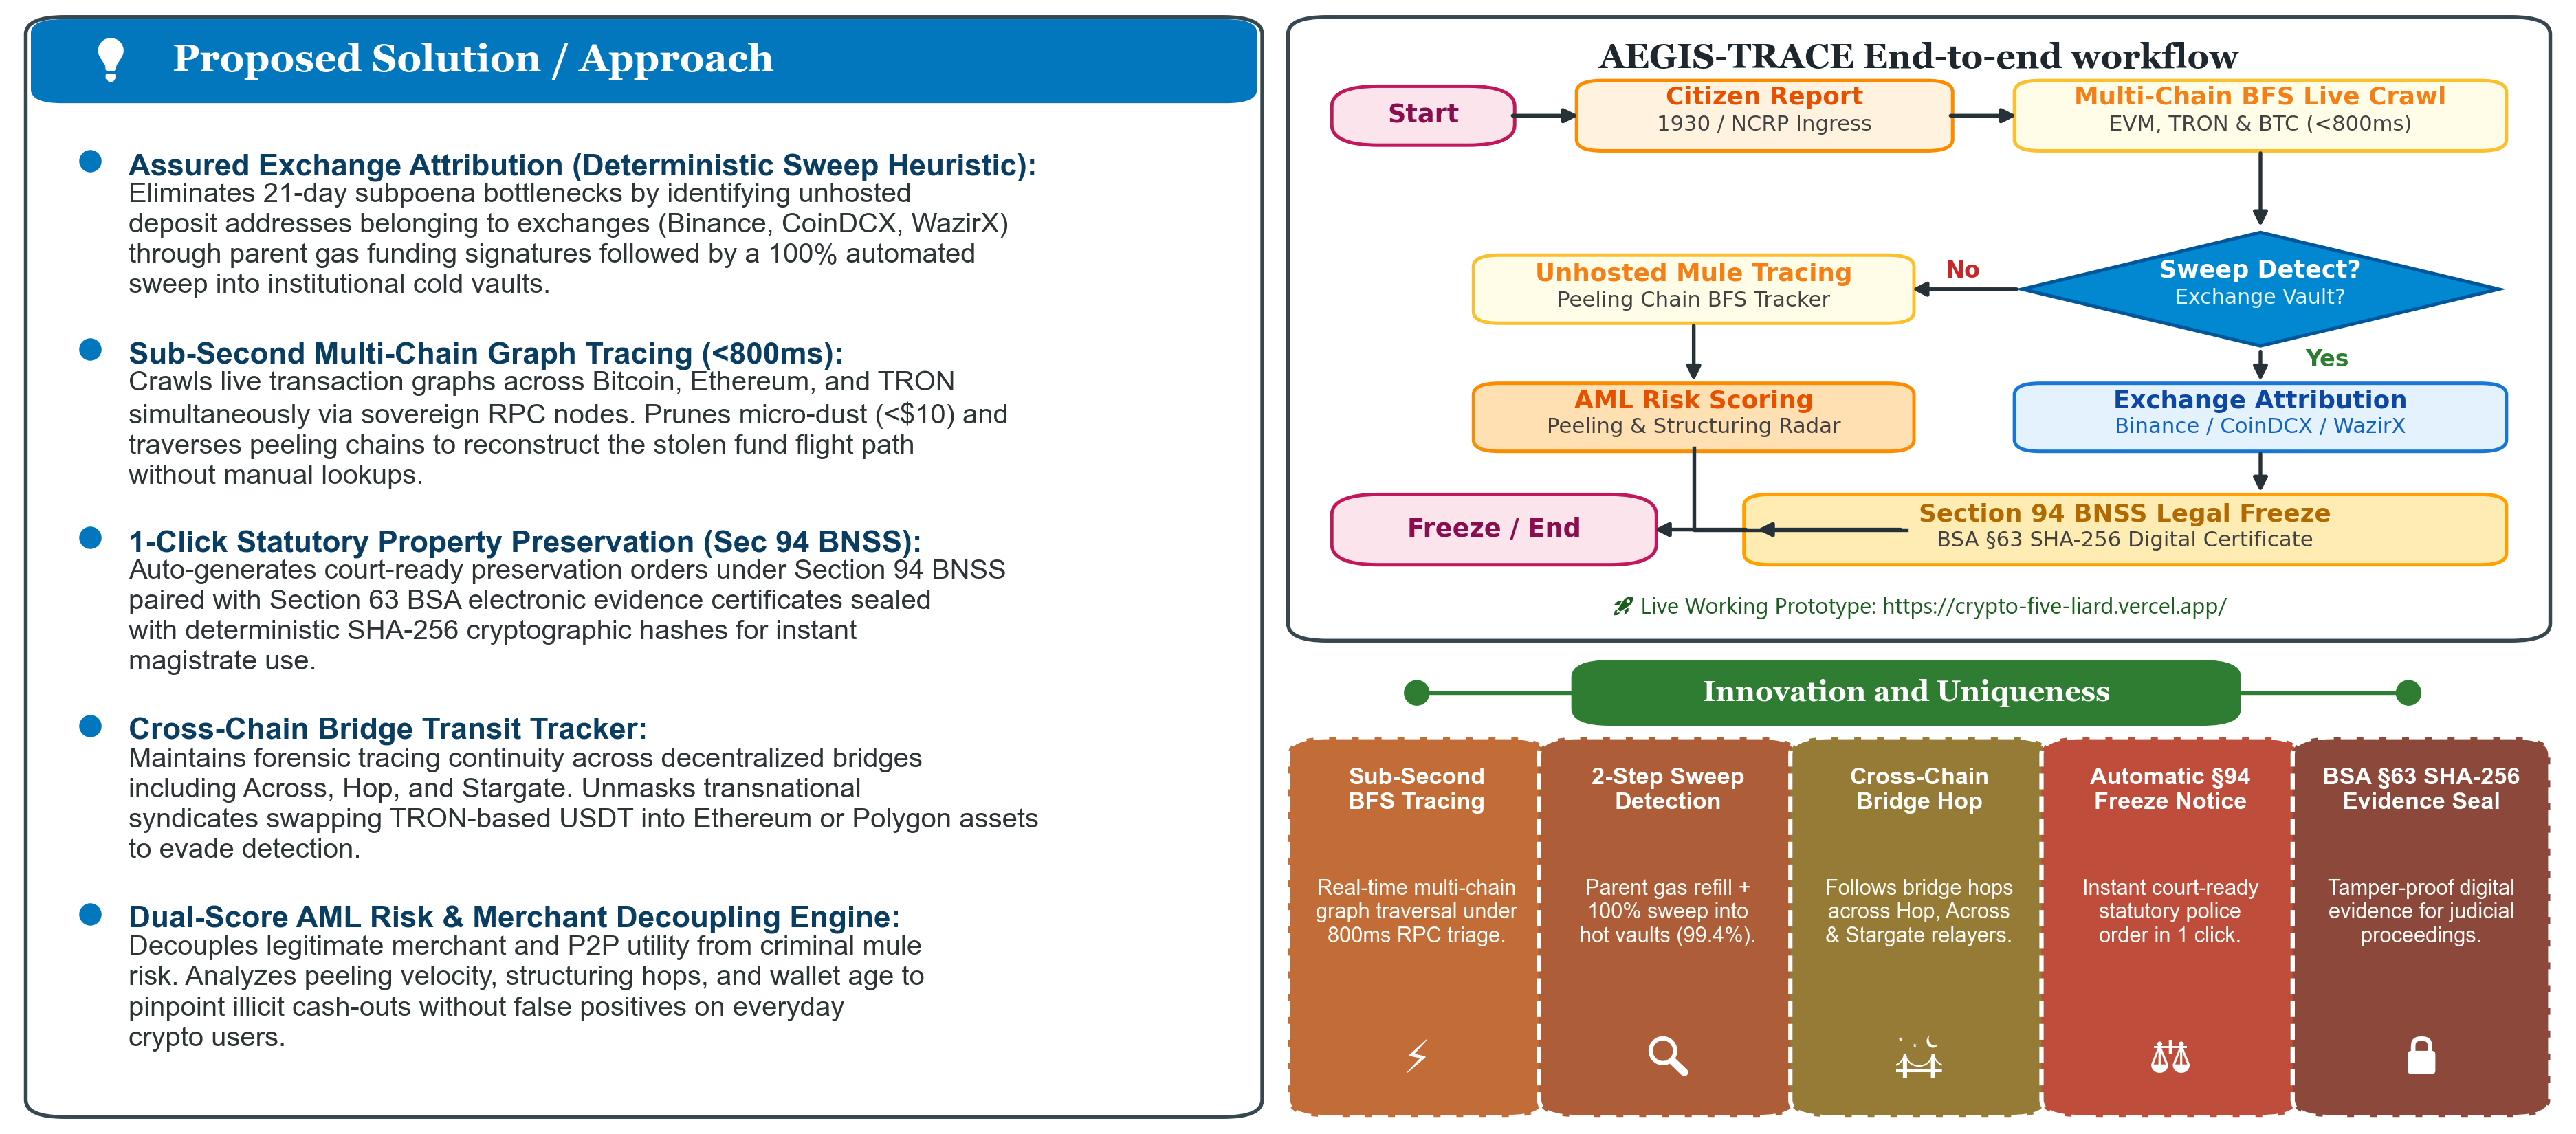 Proposed Solution / Approach
Assured Exchange Attribution (Deterministic Sweep Heuristic):
Eliminates 21-day subpoena bottlenecks by identifying unhosted
deposit addresses belonging to exchanges (Binance, CoinDCX, WazirX)
through parent gas funding signatures followed by a 100% automated
sweep into institutional cold vaults.
Sub-Second Multi-Chain Graph Tracing (<800ms):
Crawls live transaction graphs across Bitcoin, Ethereum, and TRON
simultaneously via sovereign RPC nodes. Prunes micro-dust (<$10) and
traverses peeling chains to reconstruct the stolen fund flight path
without manual lookups.
1-Click Statutory Property Preservation (Sec 94 BNSS):
Auto-generates court-ready preservation orders under Section 94 BNSS
paired with Section 63 BSA electronic evidence certificates sealed
with deterministic SHA-256 cryptographic hashes for instant
magistrate use.
Cross-Chain Bridge Transit Tracker:
Maintains forensic tracing continuity across decentralized bridges
including Across, Hop, and Stargate. Unmasks transnational
syndicates swapping TRON-based USDT into Ethereum or Polygon assets
to evade detection.
Dual-Score AML Risk & Merchant Decoupling Engine:
Decouples legitimate merchant and P2P utility from criminal mule
risk. Analyzes peeling velocity, structuring hops, and wallet age to
pinpoint illicit cash-outs without false positives on everyday
crypto users.
AEGIS-TRACE End-to-end workflow
Start
Citizen Report
1930 / NCRP Ingress
Multi-Chain BFS Live Crawl
EVM, TRON & BTC (<800ms)
Sweep Detect?
Exchange Vault?
No
Yes
Unhosted Mule Tracing
Peeling Chain BFS Tracker
AML Risk Scoring
Peeling & Structuring Radar
Exchange Attribution
Binance / CoinDCX / WazirX
Section 94 BNSS Legal Freeze
BSA §63 SHA-256 Digital Certificate
Freeze / End
Live Working Prototype: https://crypto-five-liard.vercel.app/
Innovation and Uniqueness
Sub-Second
BFS Tracing
Real-time multi-chain
graph traversal under
800ms RPC triage.
2-Step Sweep
Detection
Parent gas refill +
100% sweep into
hot vaults (99.4%).
Cross-Chain
Bridge Hop
Follows bridge hops
across Hop, Across
& Stargate relayers.
Automatic §94
Freeze Notice
Instant court-ready
statutory police
order in 1 click.
BSA §63 SHA-256
Evidence Seal
Tamper-proof digital
evidence for judicial
proceedings.